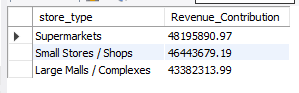 store_type Revenue_Contribution
Supermarkets 48195890.97
Small Stores / Shops 46443679.19
Large Malls / Complexes 43382313.99